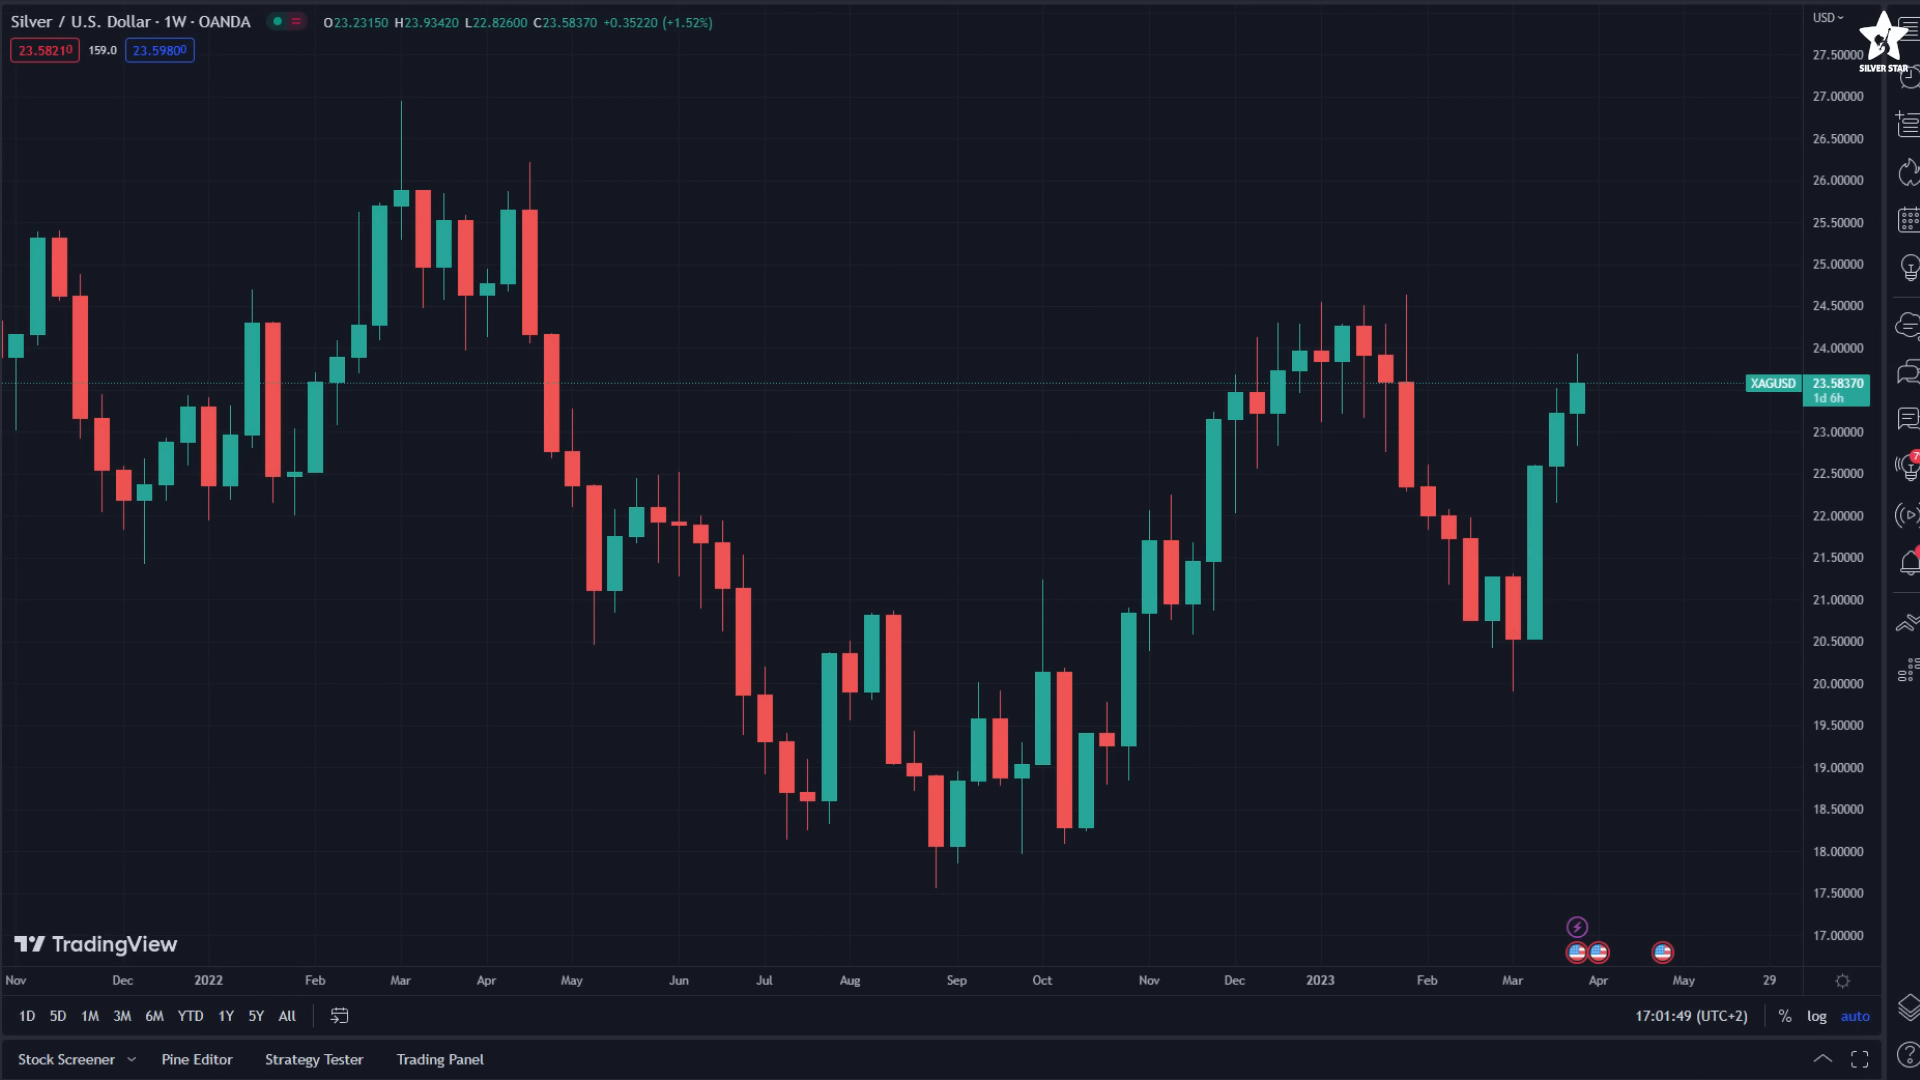 Silver / U.S. Dollar · 1W · OANDA O23.23150 H23.93420 L22.82600 C23.58370 +0.35220 (+1.52%)
23.58210 159.0 23.59800
USD
SILVER STAR
27.50000
27.00000
26.50000
26.00000
25.50000
25.00000
24.50000
24.00000
XAGUSD 23.58370
1d 6h
23.00000
22.50000
22.00000
21.50000
21.00000
20.50000
20.00000
19.50000
19.00000
18.50000
18.00000
17.50000
17.00000
TradingView
Nov Dec 2022 Feb Mar Apr May Jun Jul Aug Sep Oct Nov Dec 2023 Feb Mar Apr May 29
1D 5D 1M 3M 6M YTD 1Y 5Y All 17:01:49 (UTC+2) % log auto
Stock Screener Pine Editor Strategy Tester Trading Panel